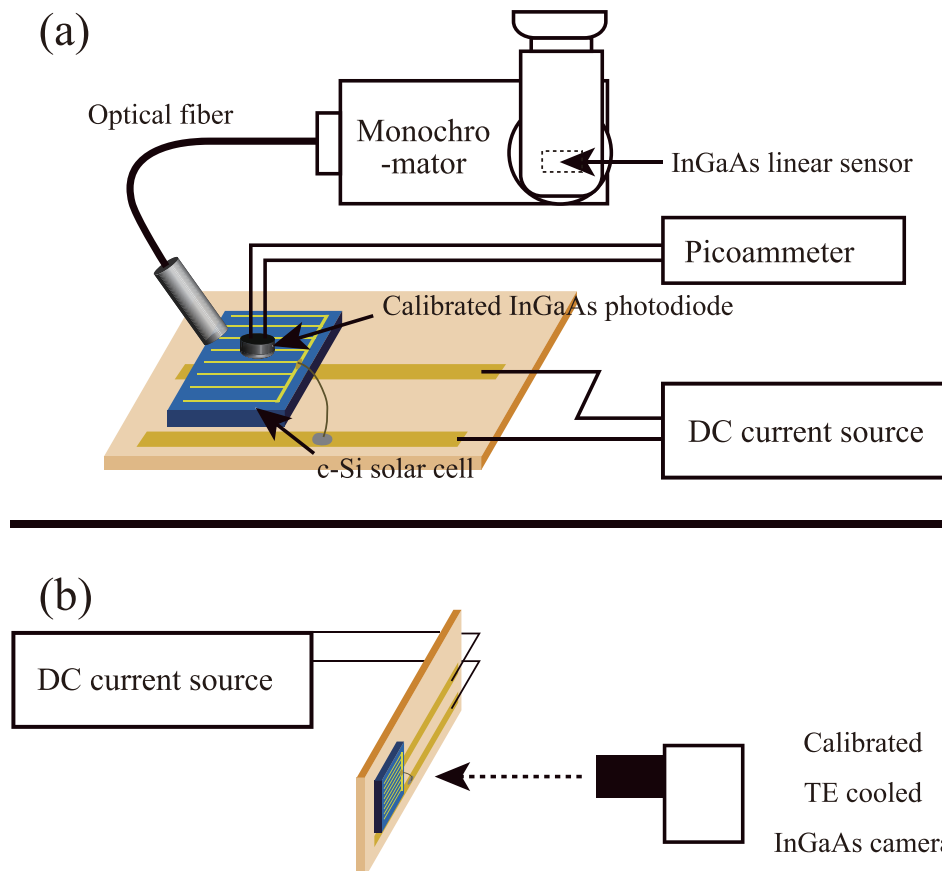 (a)
Optical fiber
Monochro
-mator
InGaAs linear sensor
Picoammeter
Calibrated InGaAs photodiode
DC current source
c-Si solar cell
(b)
DC current source
Calibrated
TE cooled
InGaAs camera